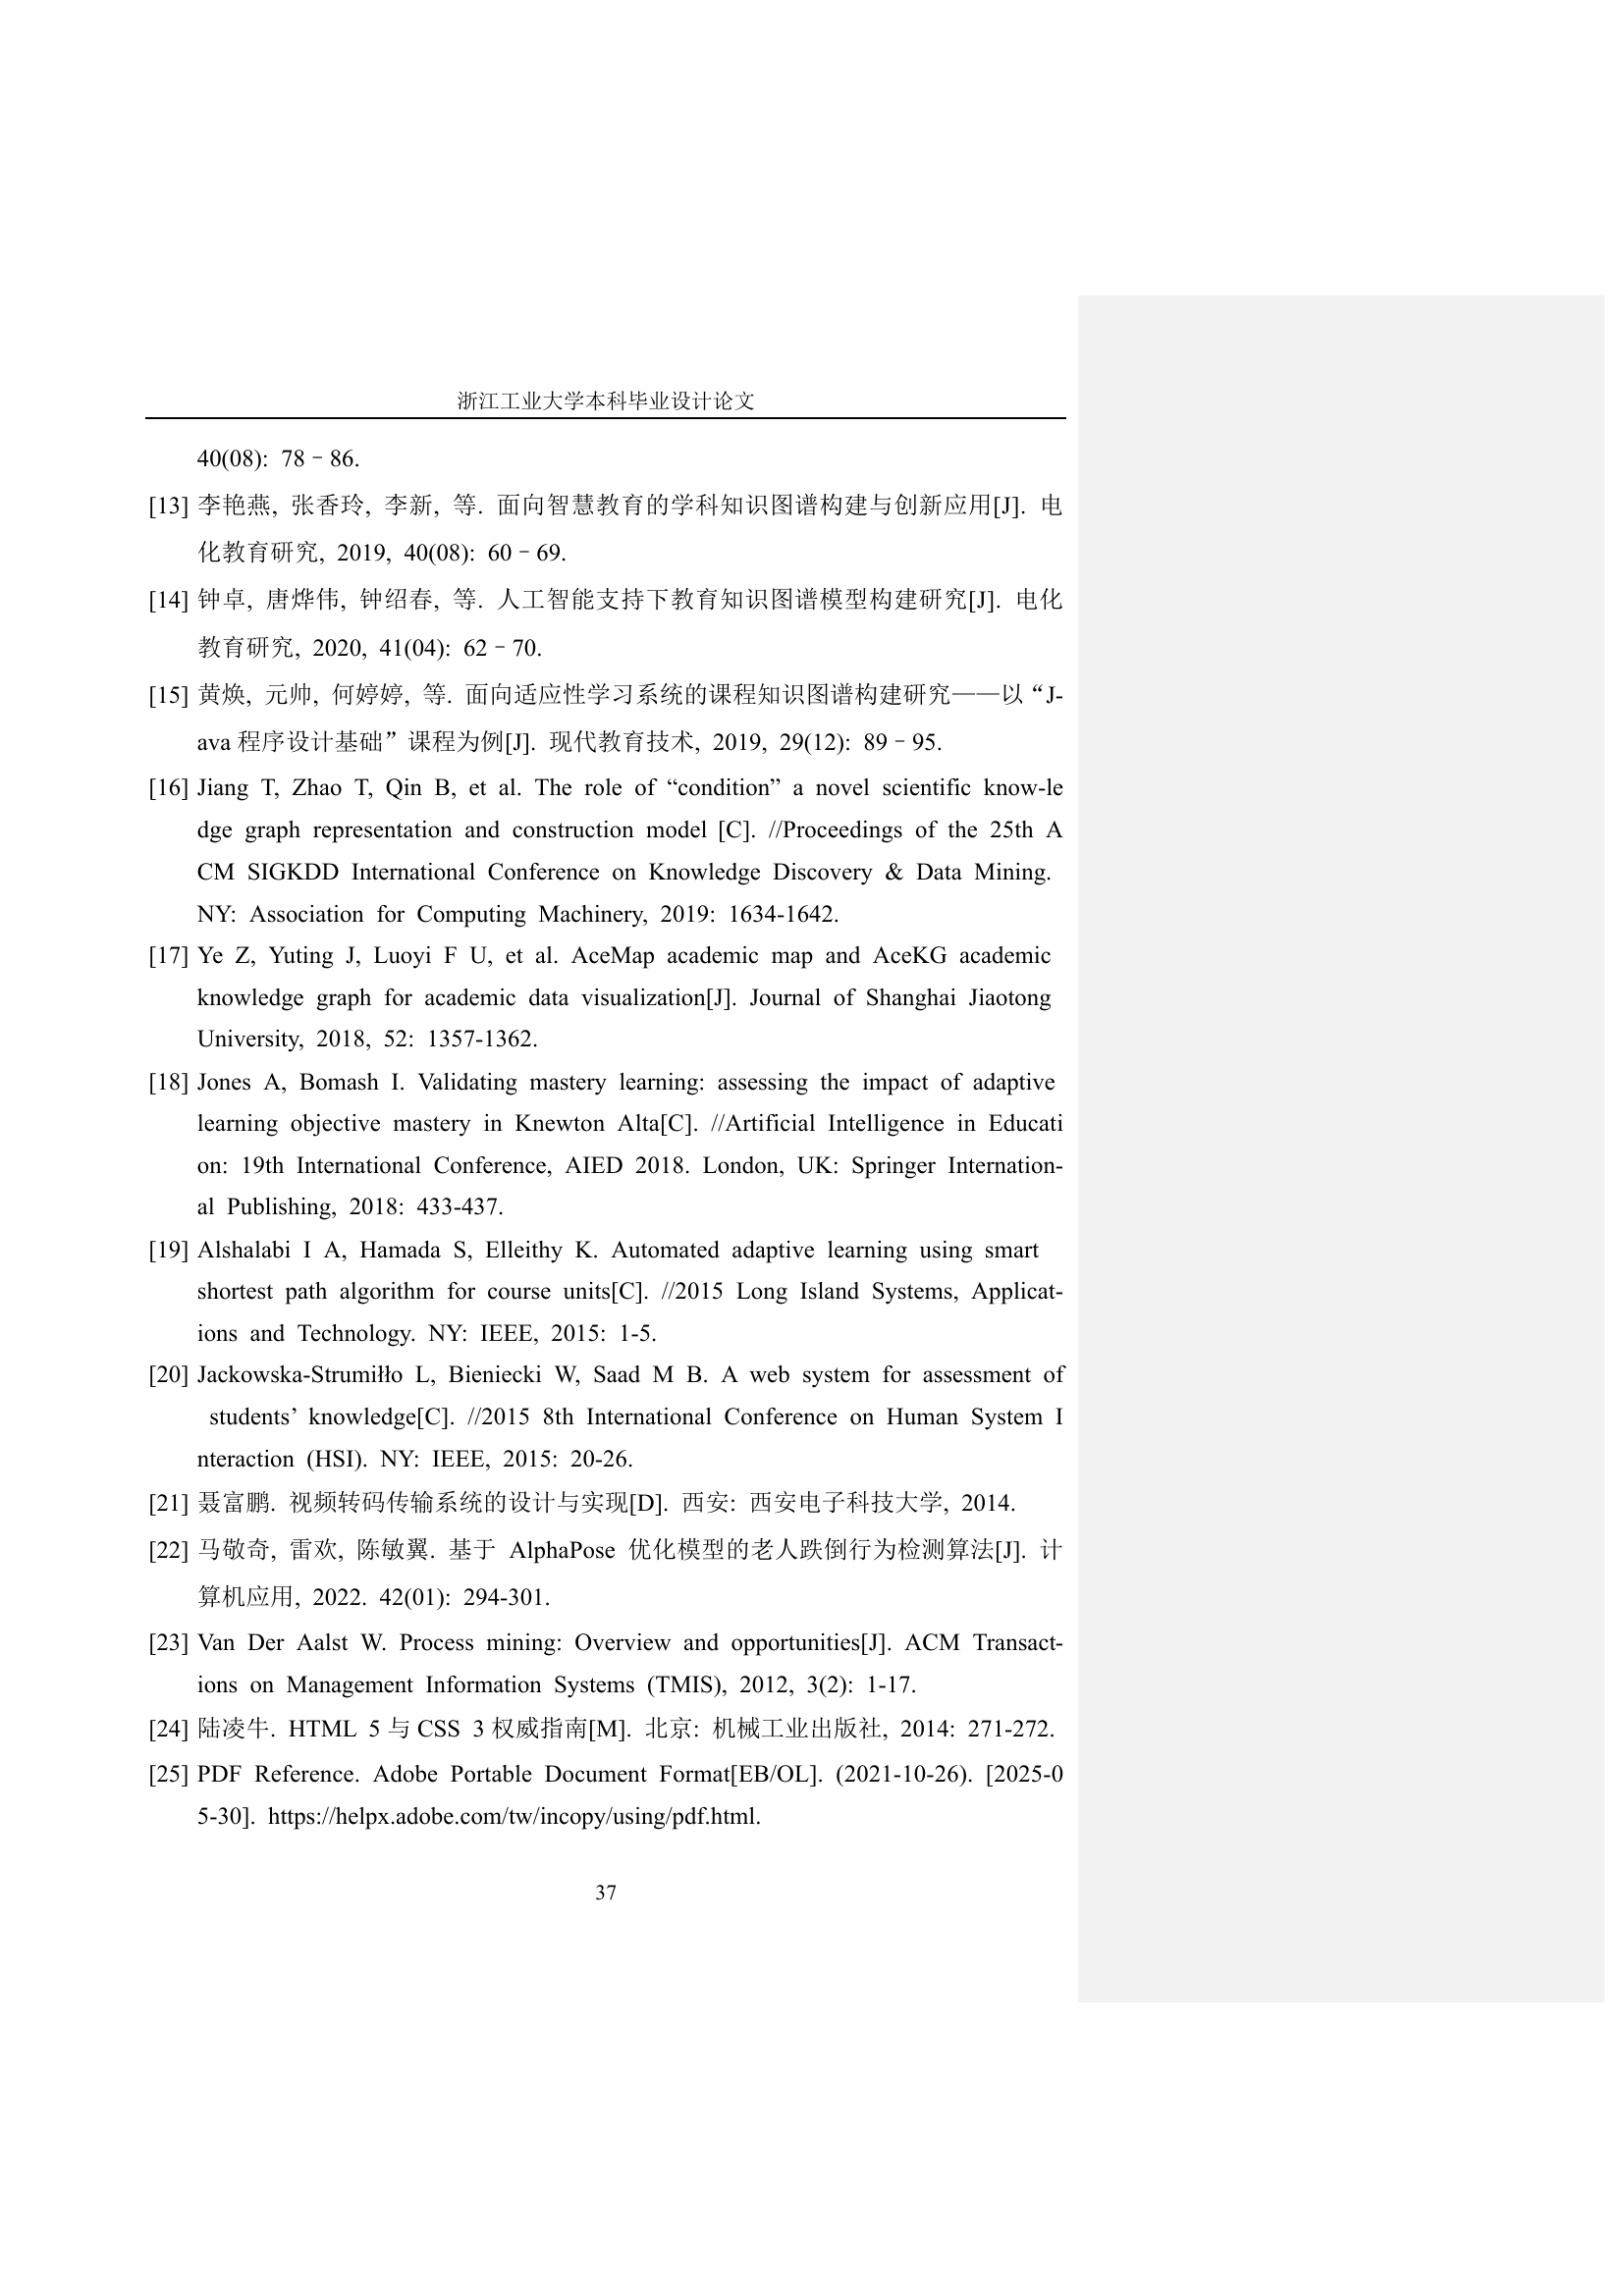 浙江工业大学本科毕业设计论文
40(08): 78–86.
[13] 李艳燕, 张香玲, 李新, 等. 面向智慧教育的学科知识图谱构建与创新应用[J]. 电
化教育研究, 2019, 40(08): 60–69.
[14] 钟卓, 唐烨伟, 钟绍春, 等. 人工智能支持下教育知识图谱模型构建研究[J]. 电化
教育研究, 2020, 41(04): 62–70.
[15] 黄焕, 元帅, 何婷婷, 等. 面向适应性学习系统的课程知识图谱构建研究——以“J-
ava 程序设计基础”课程为例[J]. 现代教育技术, 2019, 29(12): 89–95.
[16] Jiang T, Zhao T, Qin B, et al. The role of “condition” a novel scientific know-le
dge graph representation and construction model [C]. //Proceedings of the 25th A
CM SIGKDD International Conference on Knowledge Discovery & Data Mining.
NY: Association for Computing Machinery, 2019: 1634-1642.
[17] Ye Z, Yuting J, Luoyi F U, et al. AceMap academic map and AceKG academic
knowledge graph for academic data visualization[J]. Journal of Shanghai Jiaotong
University, 2018, 52: 1357-1362.
[18] Jones A, Bomash I. Validating mastery learning: assessing the impact of adaptive
learning objective mastery in Knewton Alta[C]. //Artificial Intelligence in Educati
on: 19th International Conference, AIED 2018. London, UK: Springer Internation-
al Publishing, 2018: 433-437.
[19] Alshalabi I A, Hamada S, Elleithy K. Automated adaptive learning using smart
shortest path algorithm for course units[C]. //2015 Long Island Systems, Applicat-
ions and Technology. NY: IEEE, 2015: 1-5.
[20] Jackowska-Strumiłło L, Bieniecki W, Saad M B. A web system for assessment of
students’ knowledge[C]. //2015 8th International Conference on Human System I
nteraction (HSI). NY: IEEE, 2015: 20-26.
[21] 聂富鹏. 视频转码传输系统的设计与实现[D]. 西安: 西安电子科技大学, 2014.
[22] 马敬奇, 雷欢, 陈敏翼. 基于 AlphaPose 优化模型的老人跌倒行为检测算法[J]. 计
算机应用, 2022. 42(01): 294-301.
[23] Van Der Aalst W. Process mining: Overview and opportunities[J]. ACM Transact-
ions on Management Information Systems (TMIS), 2012, 3(2): 1-17.
[24] 陆凌牛. HTML 5 与 CSS 3 权威指南[M]. 北京: 机械工业出版社, 2014: 271-272.
[25] PDF Reference. Adobe Portable Document Format[EB/OL]. (2021-10-26). [2025-0
5-30]. https://helpx.adobe.com/tw/incopy/using/pdf.html.
37